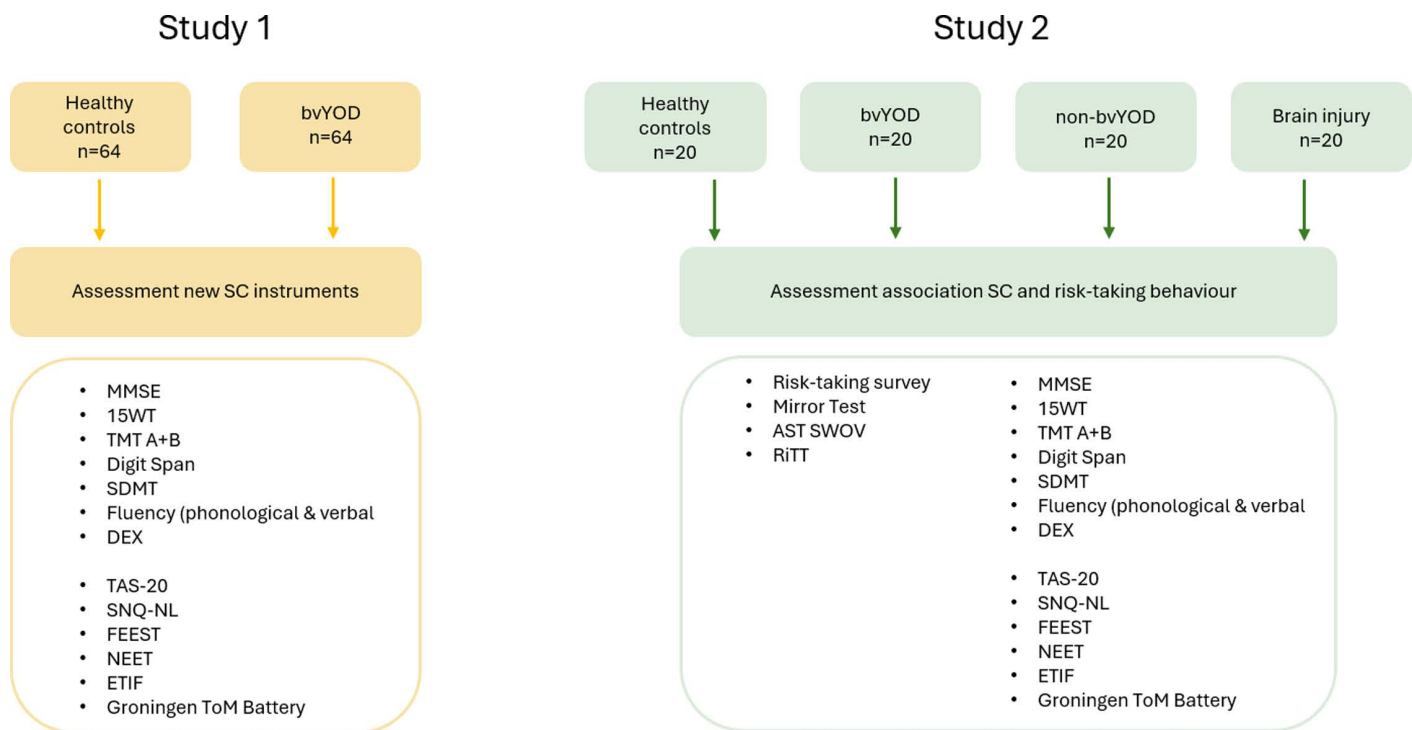 Study 1
Healthy
controls
n=64
bvYOD
n=64
Assessment new SC instruments
• MMSE
• 15WT
• TMT A+B
• Digit Span
• SDMT
• Fluency (phonological & verbal
• DEX
• TAS-20
• SNQ-NL
• FEEST
• NEET
• ETIF
• Groningen ToM Battery
Study 2
Healthy
controls
n=20
bvYOD
n=20
non-bvYOD
n=20
Brain injury
n=20
Assessment association SC and risk-taking behaviour
• Risk-taking survey
• Mirror Test
• AST SWOV
• RiTT
• MMSE
• 15WT
• TMT A+B
• Digit Span
• SDMT
• Fluency (phonological & verbal
• DEX
• TAS-20
• SNQ-NL
• FEEST
• NEET
• ETIF
• Groningen ToM Battery